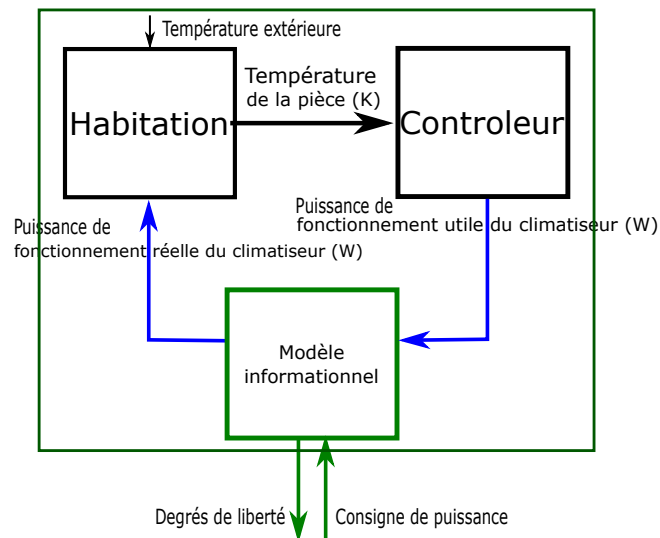 Température extérieure
Température
de la pièce (K)
Habitation
Controleur
Puissance de
fonctionnement utile du climatiseur (W)
Puissance de
fonctionnement réelle du climatiseur (W)
Modèle
informationnel
Degrés de liberté
Consigne de puissance